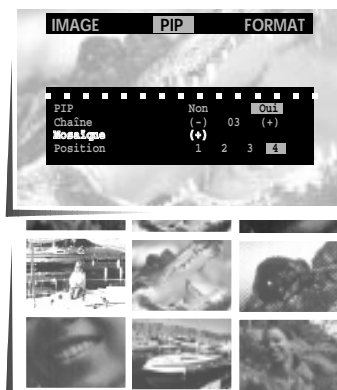 IMAGE PIP FORMAT
PIP Non Oui
Chaîne (-) 03 (+)
Mosaïque (+)
Position 1 2 3 4